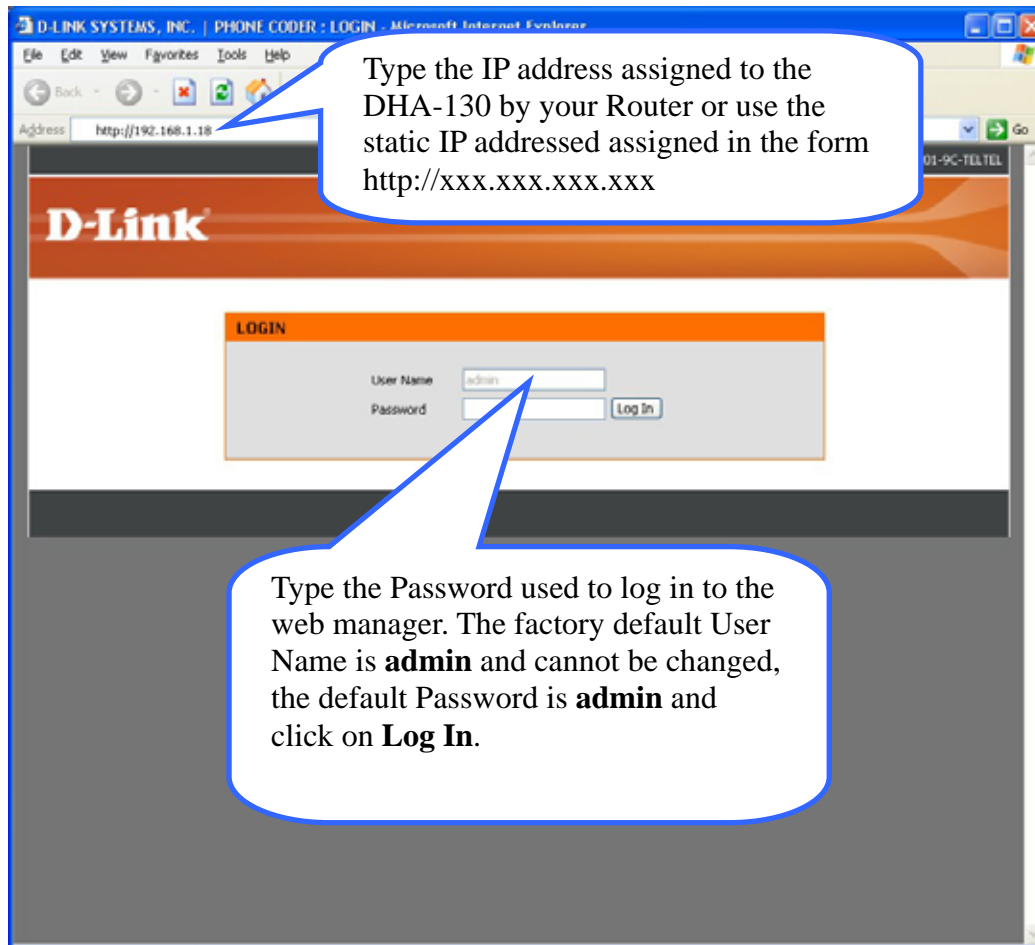 D-LINK SYSTEMS, INC. | PHONE CODER : LOGIN - Microsoft Internet Explorer
File Edit View Favorites Tools Help
Back
Address http://192.168.1.18
Go
Type the IP address assigned to the
DHA-130 by your Router or use the
static IP addressed assigned in the form
http://xxx.xxx.xxx.xxx
01-9C-TELTEL
D-Link
LOGIN
User Name admin
Password Log In
Type the Password used to log in to the
web manager. The factory default User
Name is admin and cannot be changed,
the default Password is admin and
click on Log In.